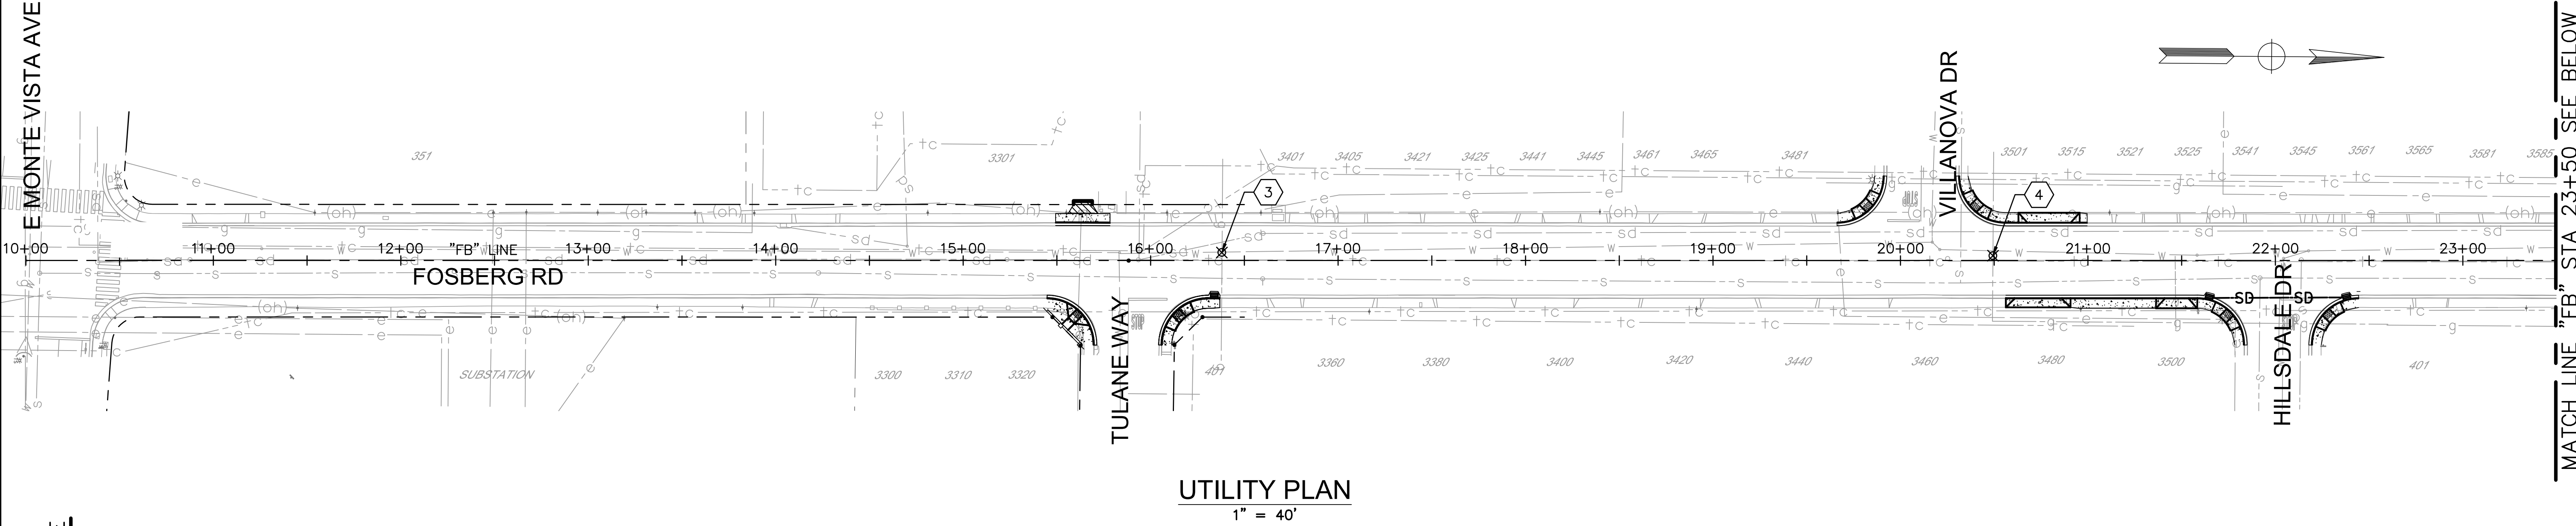 E MONTE VISTA AVE
VILLANOVA DR
MATCH LINE "FB" STA 23+50 SEE BELOW
351
3301
3401 3405 3421 3425 3441 3445 3461 3465 3481
3501 3515 3521 3525 3541 3545 3561 3565 3581 3585
3
4
10+00 11+00 12+00 "FB" LINE 13+00 14+00 15+00 16+00 17+00 18+00 19+00 20+00 21+00 22+00 23+00
FOSBERG RD
SD SD
TULANE WAY
HILLSDALE DR
SUBSTATION
3300 3310 3320
401
3360 3380 3400 3420 3440 3460 3480 3500
401
UTILITY PLAN
1" = 40'